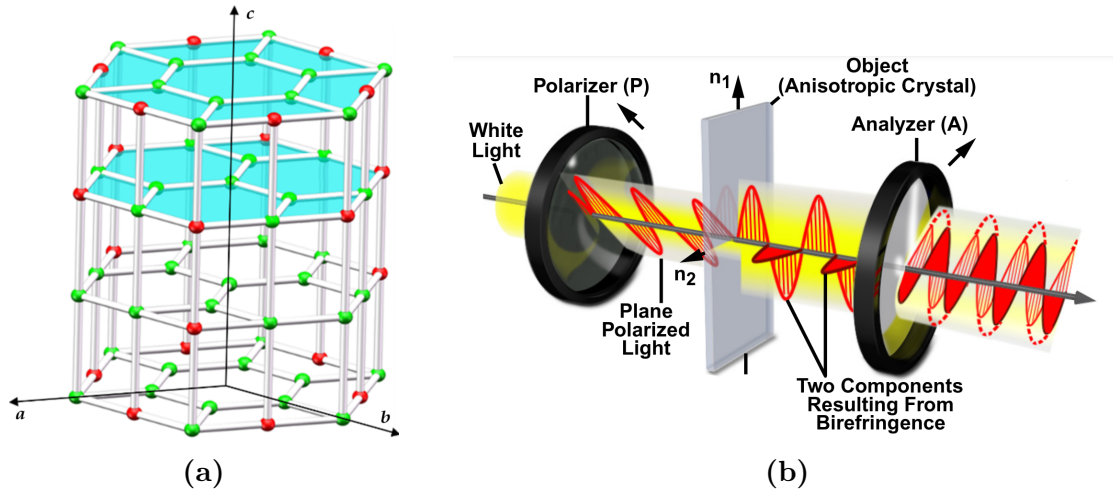 c
a
b
(a)
Polarizer (P)
White
Light
n₁
Object
(Anisotropic Crystal)
Analyzer (A)
n₂
Plane
Polarized
Light
Two Components
Resulting From
Birefringence
(b)